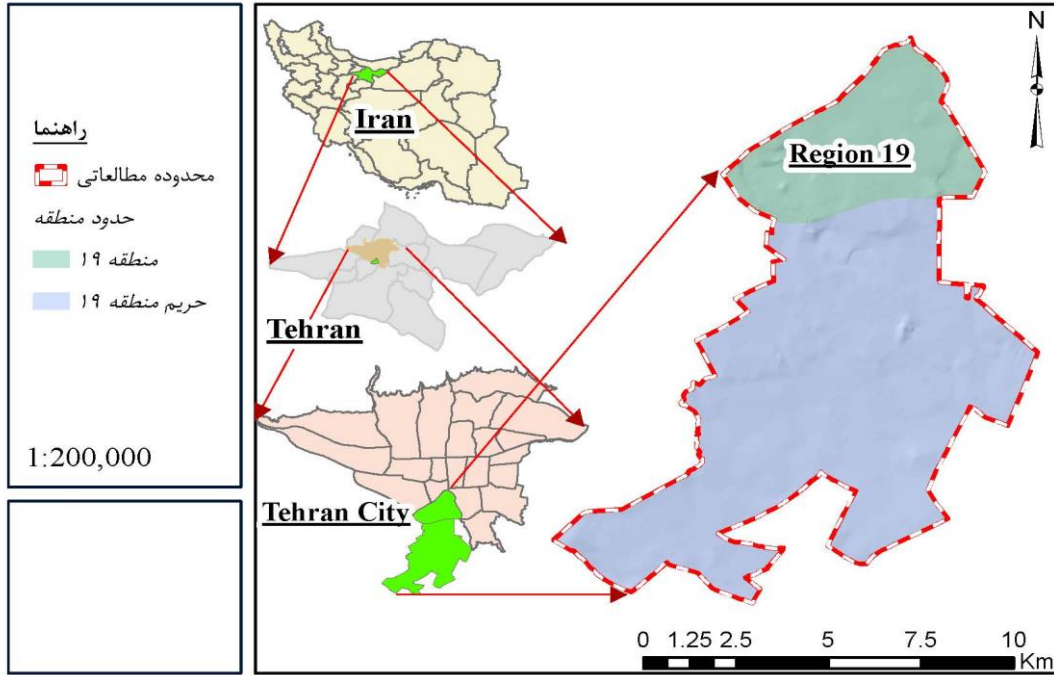 راهنما
محدوده مطالعاتی
حدود منطقه
منطقه ۱۹
حریم منطقه ۱۹
1:200,000
Iran
Tehran
Tehran City
Region 19
N
0 1.25 2.5 5 7.5 10
Km